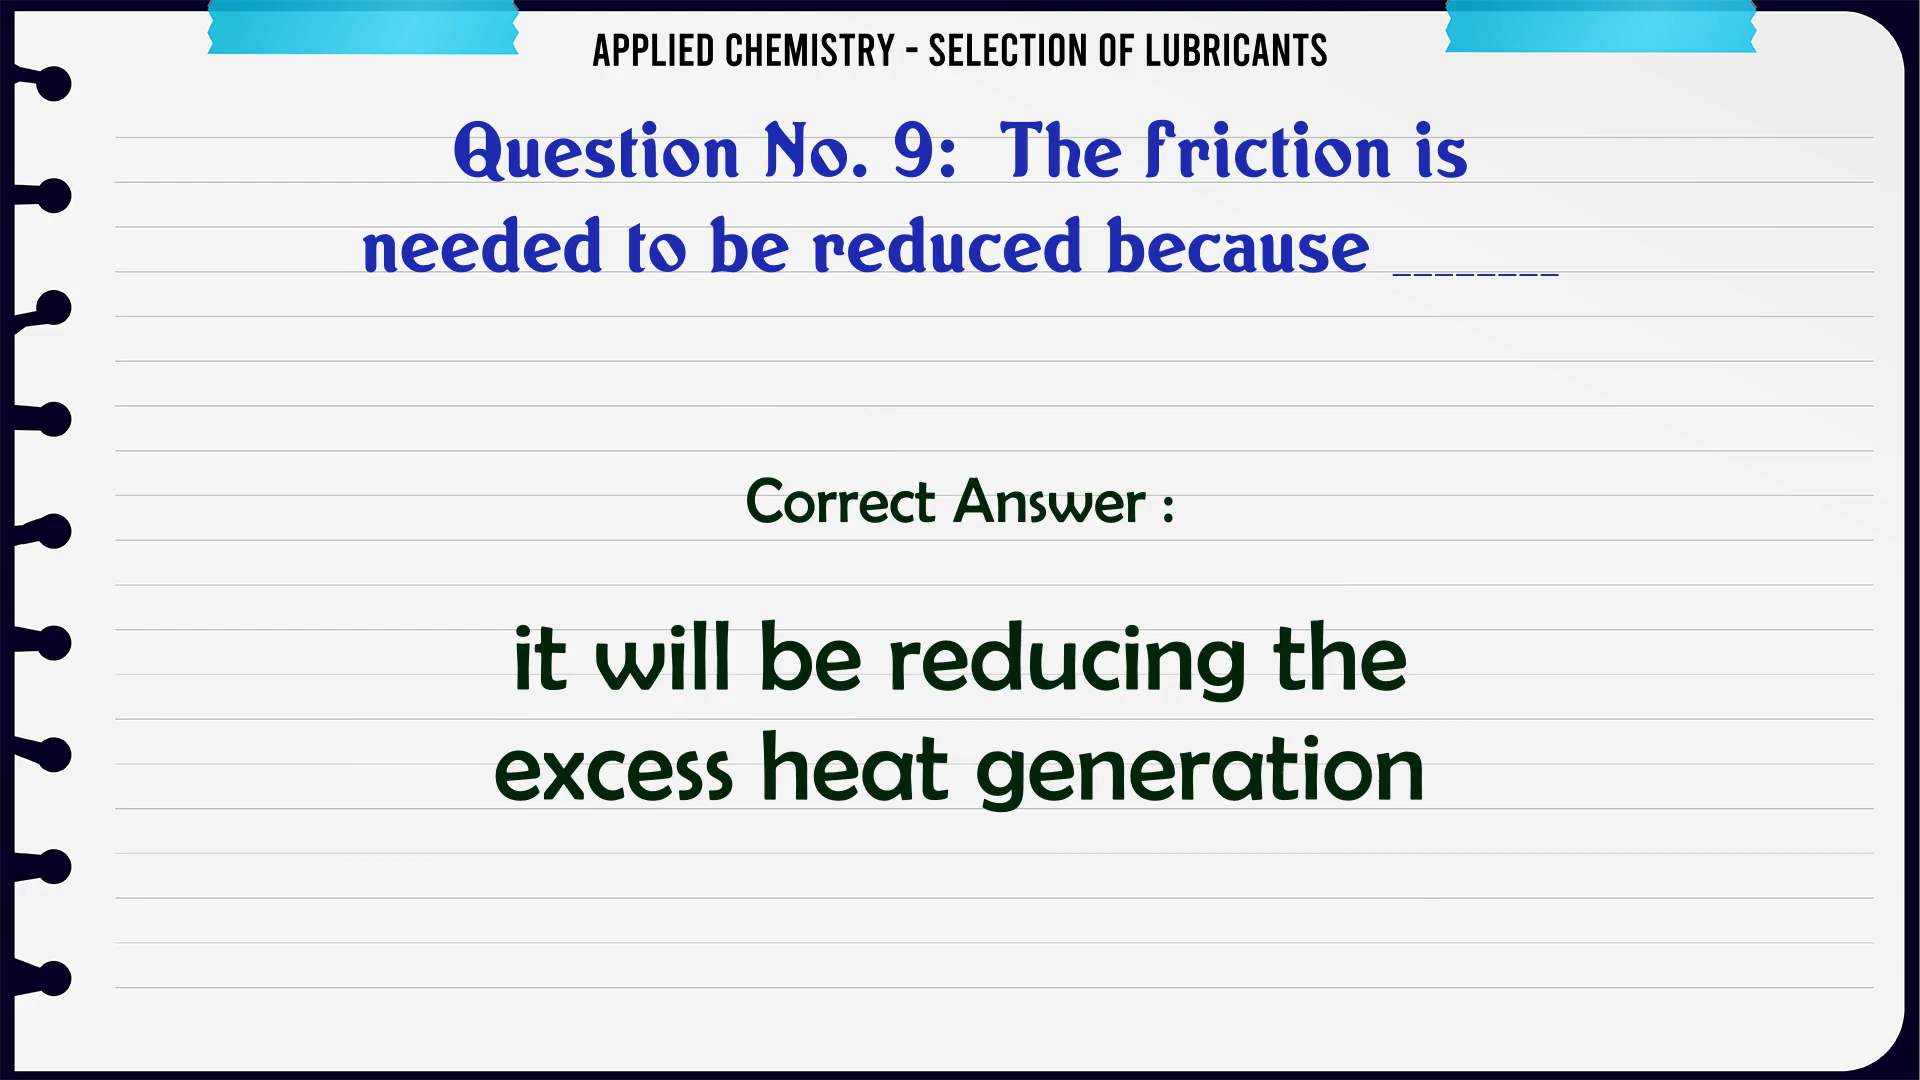 APPLIED CHEMISTRY - SELECTION OF LUBRICANTS
Question No. 9:  The friction is
needed to be reduced because ________
Correct Answer :
it will be reducing the
excess heat generation